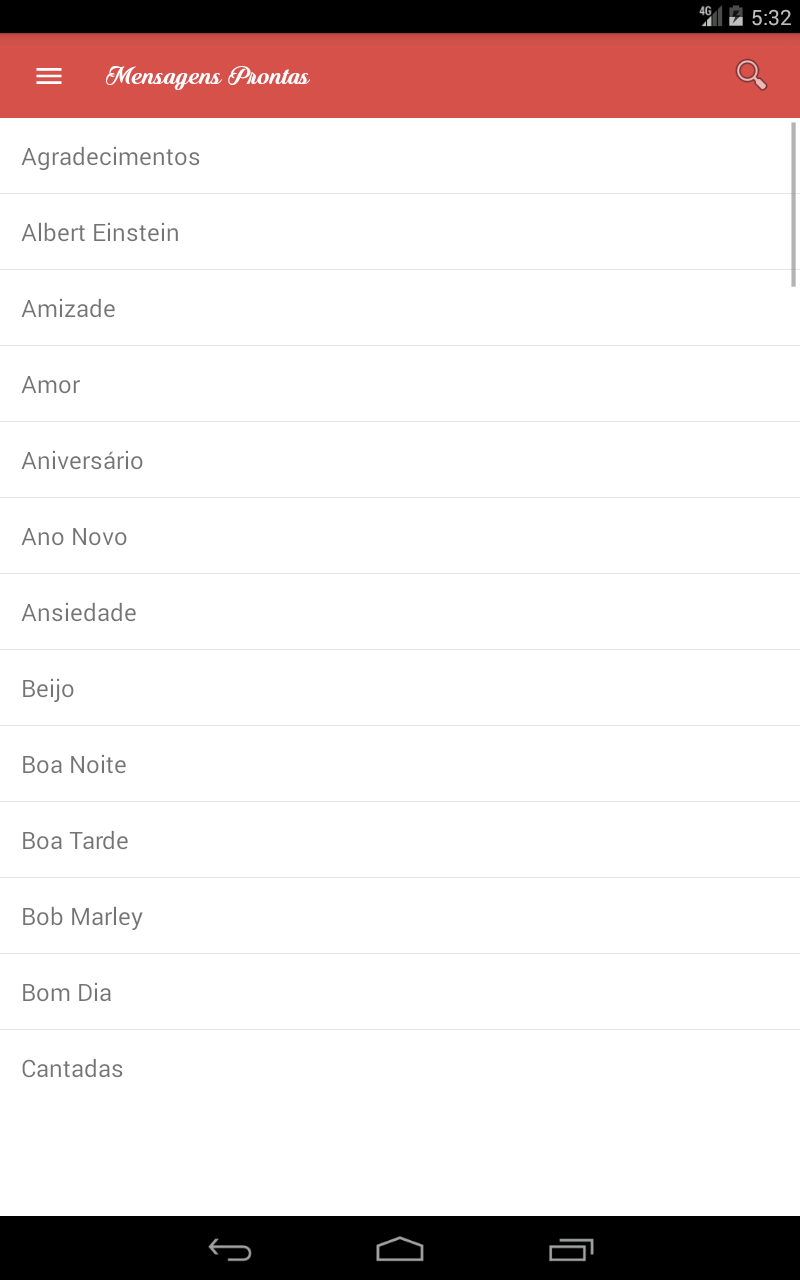 4G 5:32
Mensagens Prontas
Agradecimentos
Albert Einstein
Amizade
Amor
Aniversário
Ano Novo
Ansiedade
Beijo
Boa Noite
Boa Tarde
Bob Marley
Bom Dia
Cantadas